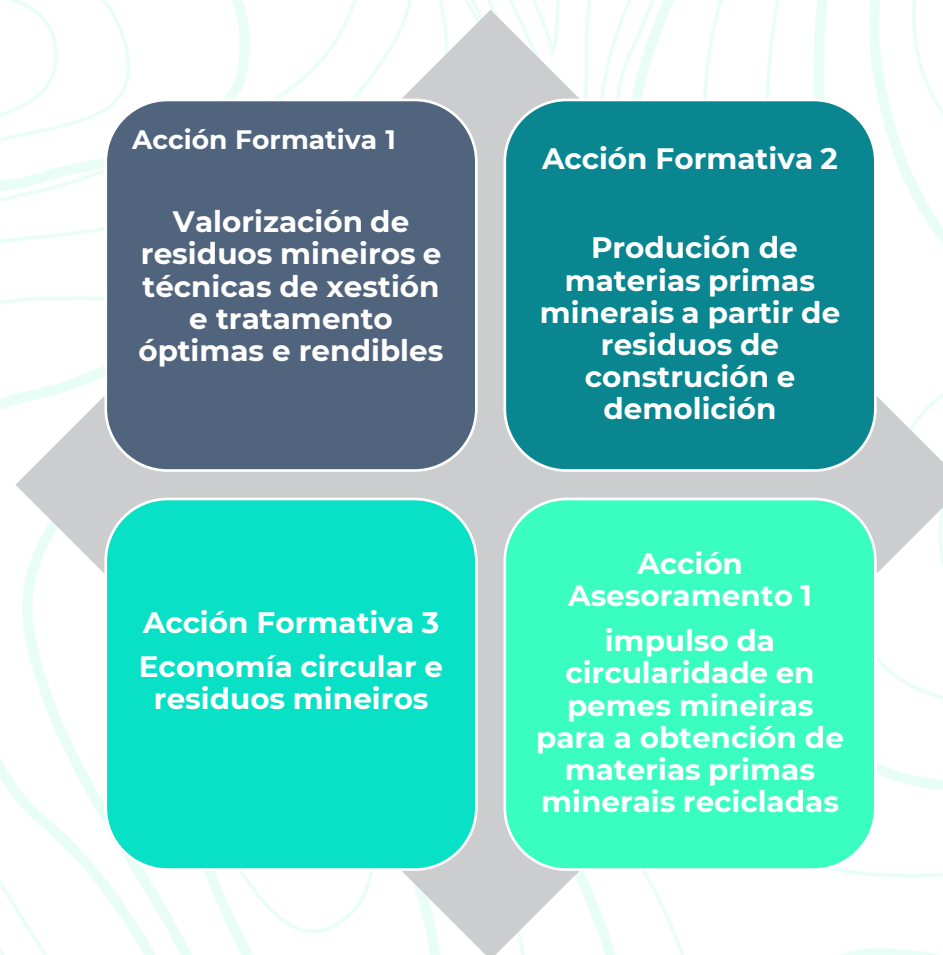 Acción Formativa 1
Valorización de
residuos mineiros e
técnicas de xestión
e tratamento
óptimas e rendibles
Acción Formativa 2
Produción de
materias primas
minerais a partir de
residuos de
construción e
demolición
Acción Formativa 3
Economía circular e
residuos mineiros
Acción
Asesoramento 1
impulso da
circularidade en
pemes mineiras
para a obtención de
materias primas
minerais recicladas